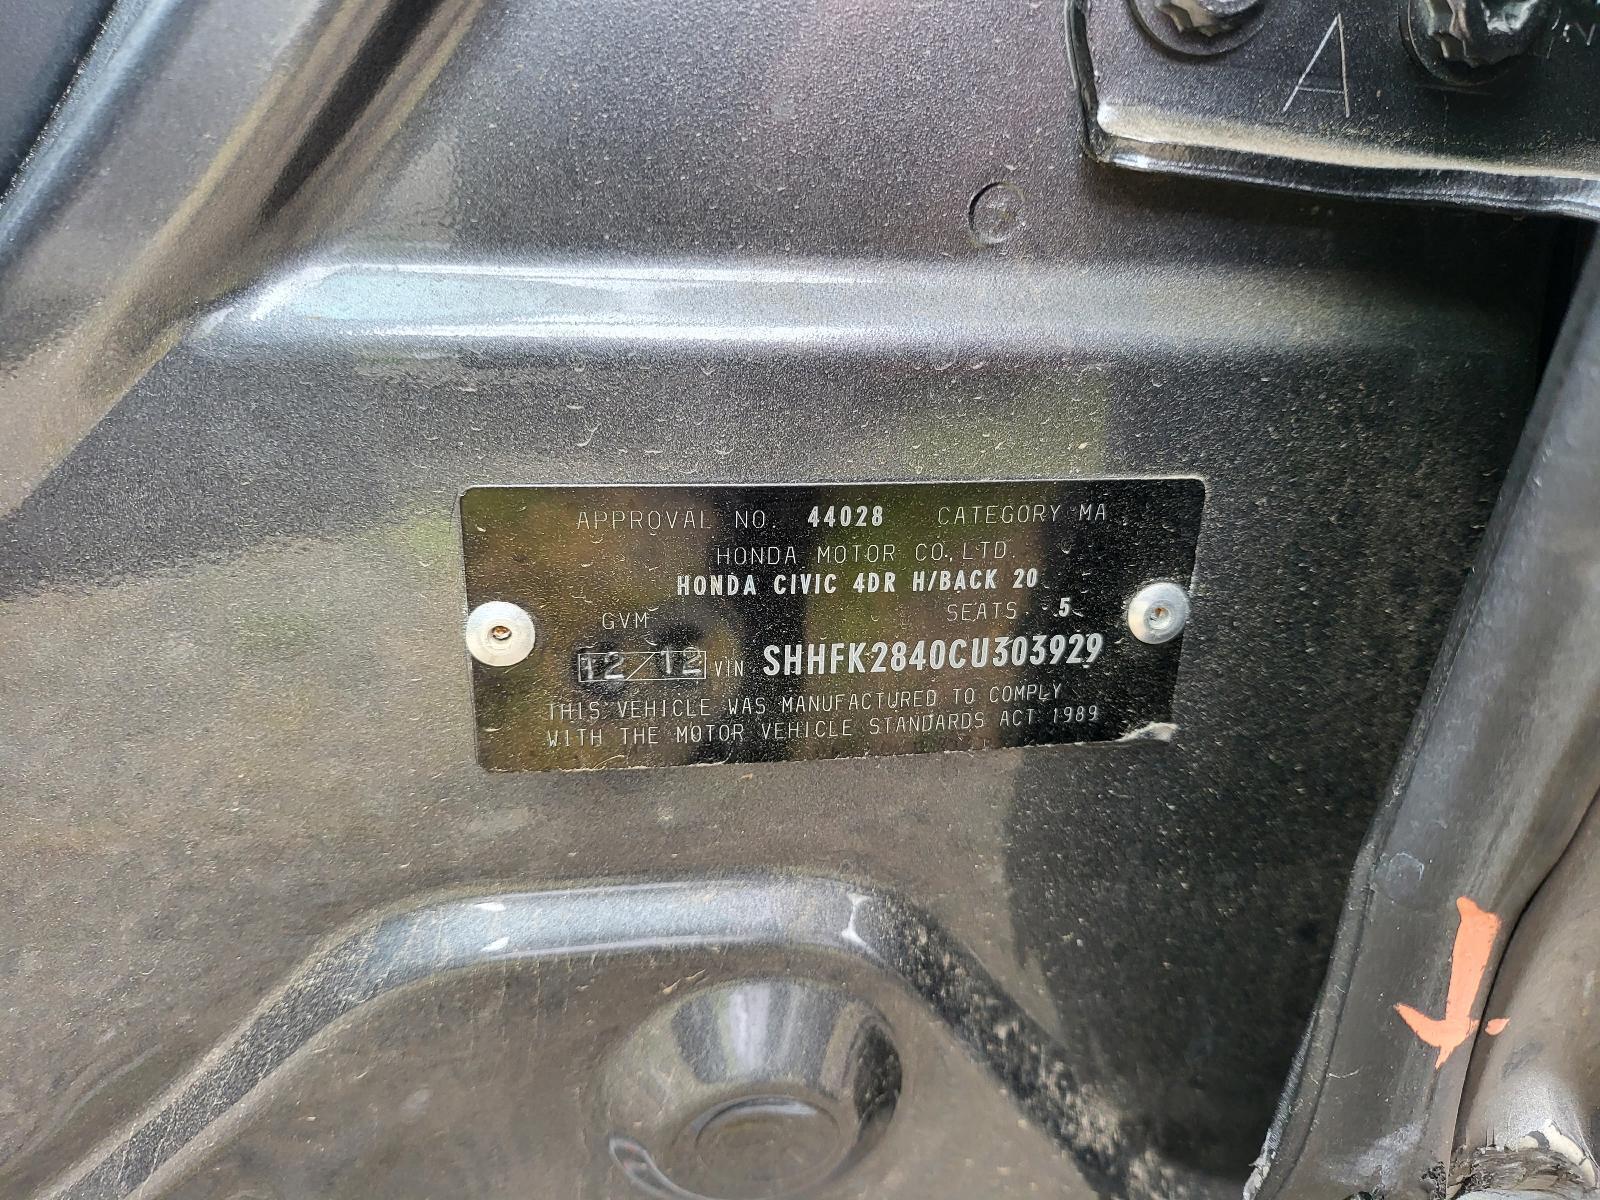 A
APPROVAL NO. 44028 CATEGORY MA
HONDA MOTOR CO., LTD.
HONDA CIVIC 4DR H/BACK 20
GVM SEATS 5
12/12 VIN SHHFK2840CU303929
THIS VEHICLE WAS MANUFACTURED TO COMPLY
WITH THE MOTOR VEHICLE STANDARDS ACT 1989